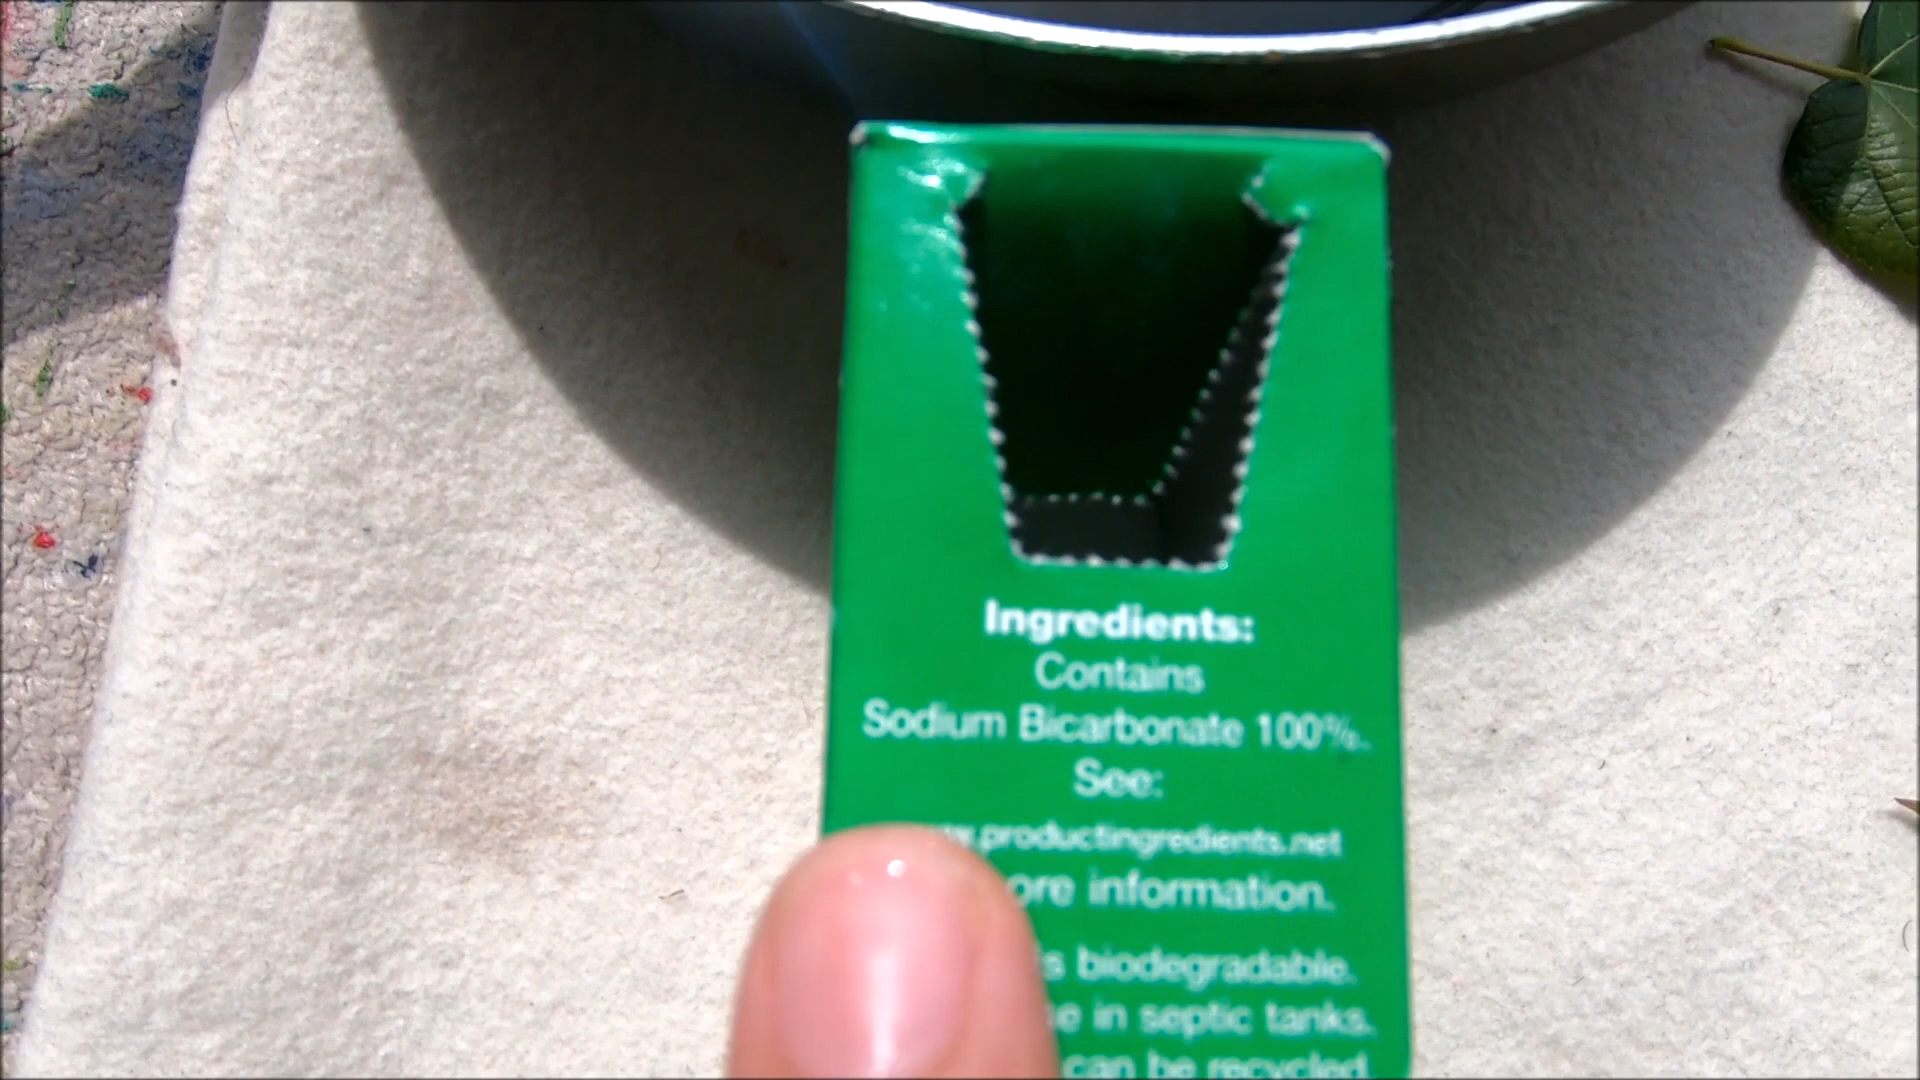 Ingredients:
Contains
Sodium Bicarbonate 100%.
See:
.productingredients.net
ore information.
s biodegradable.
e in septic tanks.
can be recycled.